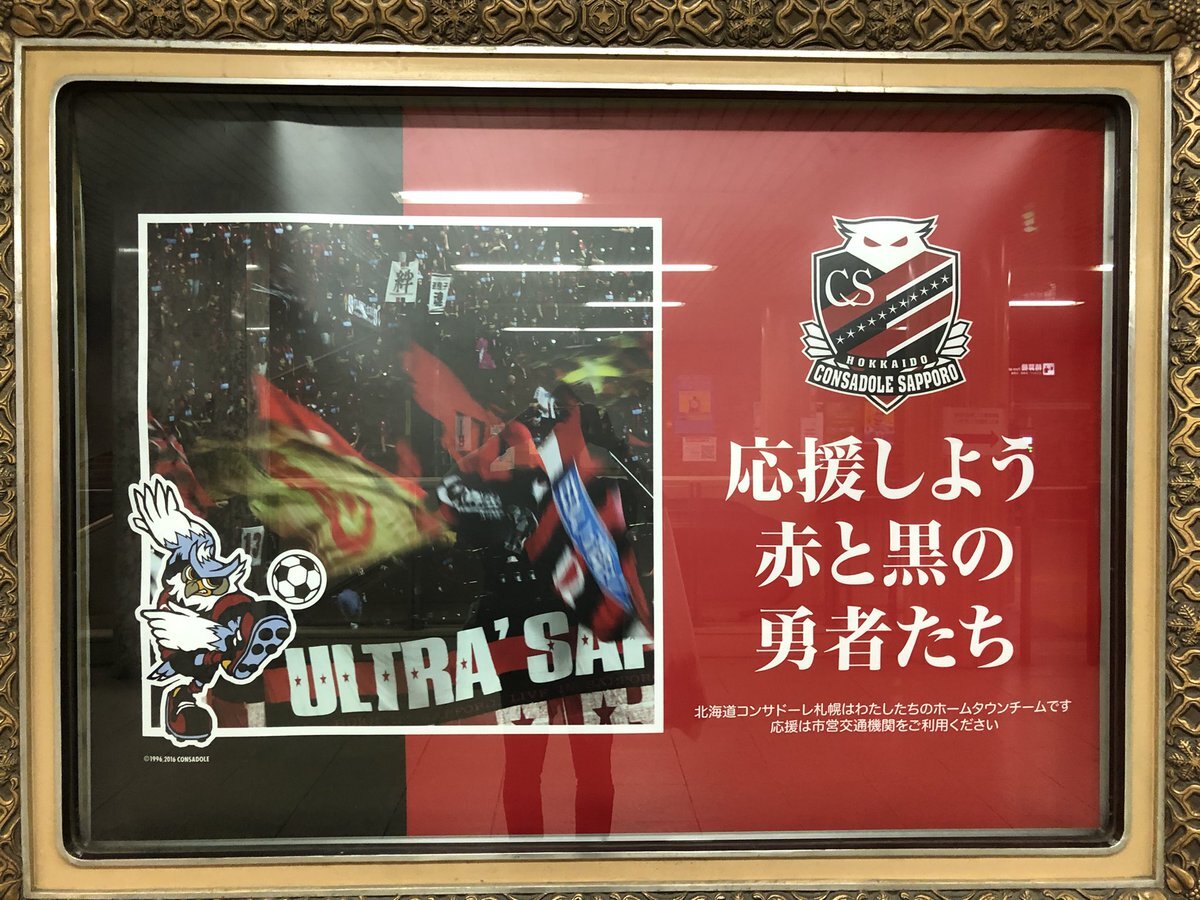 絆
13
ULTRA' SAP
©1996,2016 CONSADOLE
CS
HOKKAIDO
CONSADOLE SAPPORO
応援しよう
赤と黒の
勇者たち
北海道コンサドーレ札幌はわたしたちのホームタウンチームです
応援は市営交通機関をご利用ください